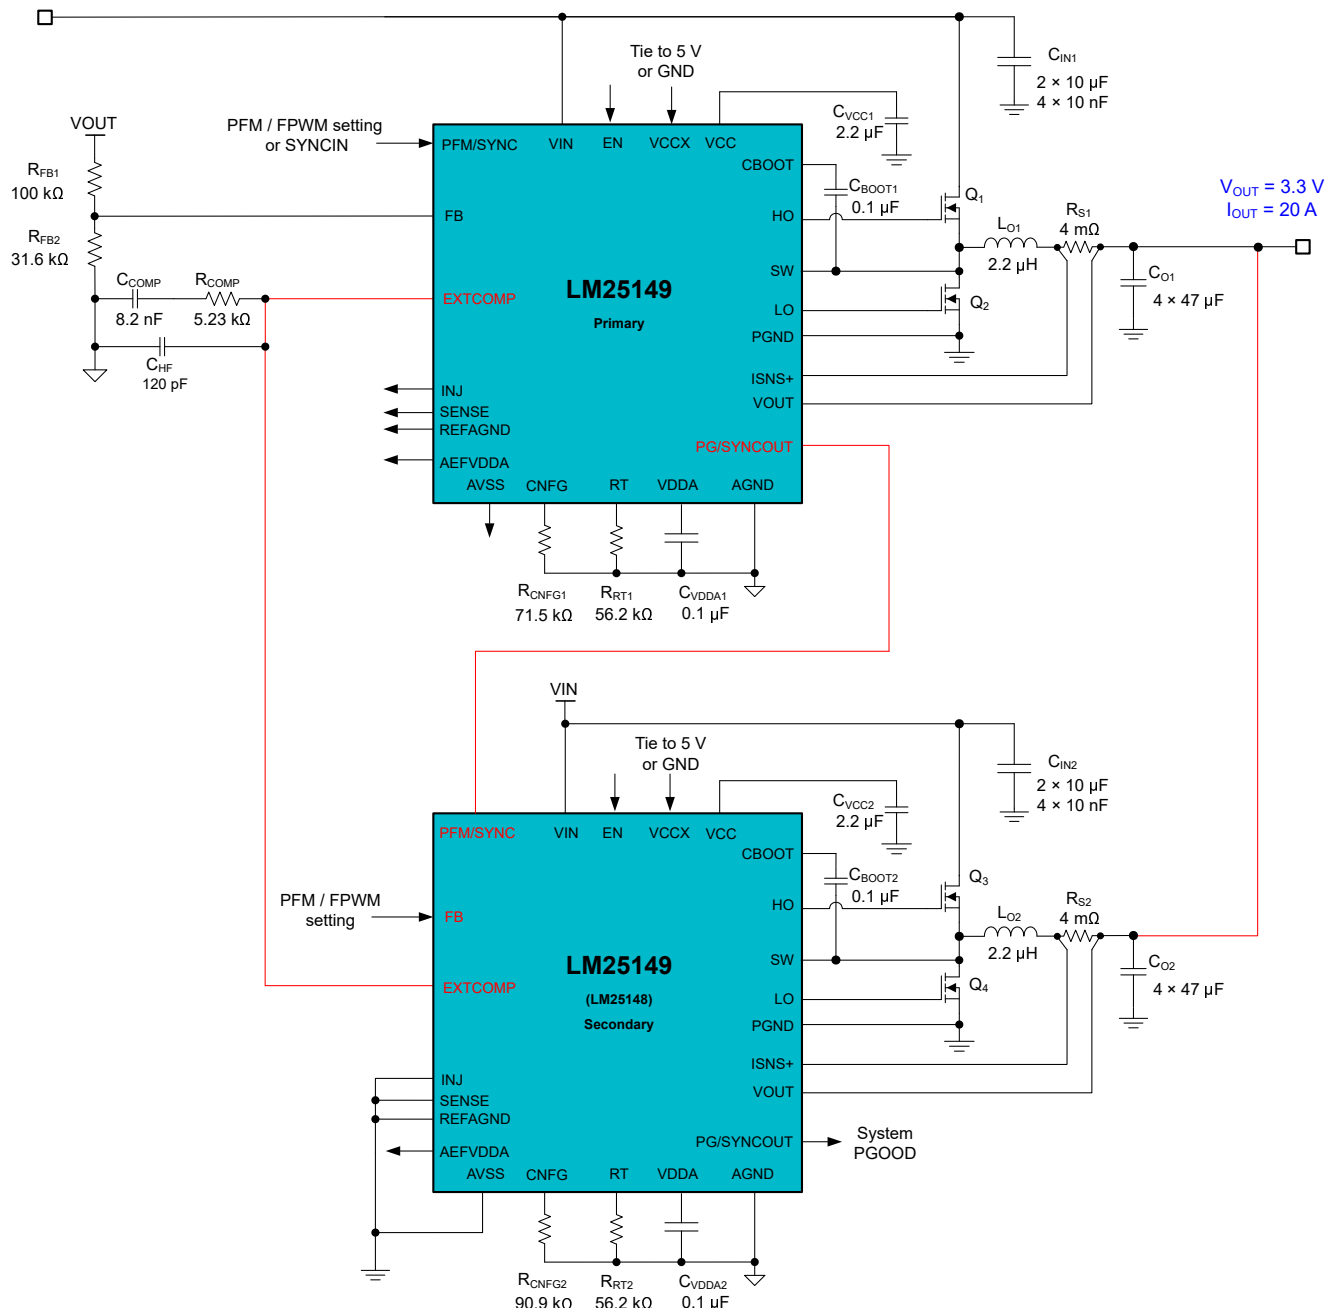 Tie to 5 V
or GND
CIN1
2 × 10 µF
4 × 10 nF
VOUT
PFM / FPWM setting
or SYNCIN
CVCC1
2.2 µF
PFM/SYNC
VIN
EN
VCCX
VCC
CBOOT
RFB1
100 kΩ
CBOOT1
0.1 µF
Q1
VOUT = 3.3 V
IOUT = 20 A
FB
HO
RS1
4 mΩ
LO1
2.2 µH
RFB2
31.6 kΩ
SW
CO1
4 × 47 µF
CCOMP
8.2 nF
RCOMP
5.23 kΩ
EXTCOMP
LM25149
Primary
LO
Q2
PGND
CHF
120 pF
ISNS+
INJ
VOUT
SENSE
REFAGND
PG/SYNCOUT
AEFVDDA
AVSS
CNFG
RT
VDDA
AGND
RCNFG1
71.5 kΩ
RRT1
56.2 kΩ
CVDDA1
0.1 µF
VIN
Tie to 5 V
or GND
CIN2
2 × 10 µF
4 × 10 nF
CVCC2
2.2 µF
PFM/SYNC
VIN
EN
VCCX
VCC
CBOOT
CBOOT2
0.1 µF
Q3
PFM / FPWM
setting
FB
HO
RS2
4 mΩ
LO2
2.2 µH
SW
CO2
4 × 47 µF
EXTCOMP
LM25149
(LM25148)
Secondary
LO
Q4
PGND
ISNS+
INJ
VOUT
SENSE
REFAGND
PG/SYNCOUT
System
PGOOD
AEFVDDA
AVSS
CNFG
RT
VDDA
AGND
RCNFG2
90.9 kΩ
RRT2
56.2 kΩ
CVDDA2
0.1 µF